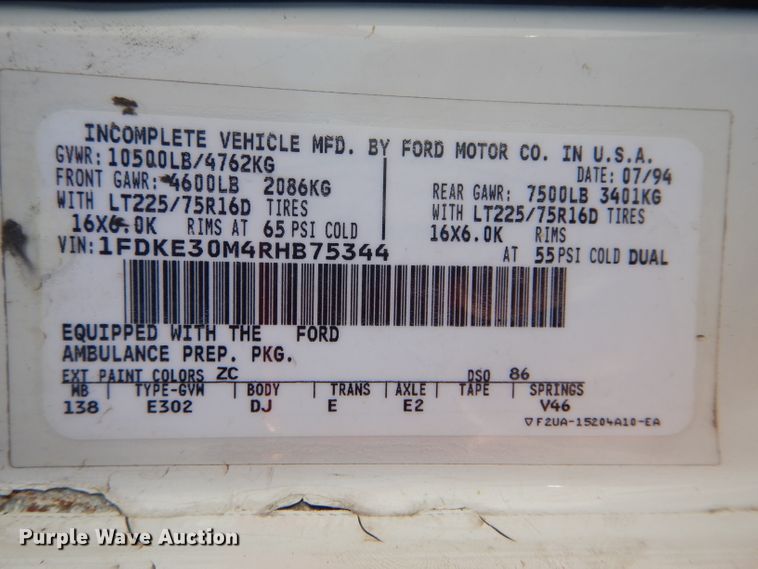 INCOMPLETE VEHICLE MFD. BY FORD MOTOR CO. IN U.S.A.
GVWR: 10500LB/4762KG DATE: 07/94
FRONT GAWR: 4600LB 2086KG REAR GAWR: 7500LB 3401KG
WITH LT225/75R16D TIRES WITH LT225/75R16D TIRES
16X6.0K RIMS AT 65 PSI COLD 16X6.0K RIMS
VIN: 1FDKE30M4RHB75344 AT 55 PSI COLD DUAL
EQUIPPED WITH THE FORD
AMBULANCE PREP. PKG.
EXT PAINT COLORS ZC DSO 86
WB | TYPE-GVW | BODY | TRANS | AXLE | TAPE | SPRINGS
138 E302 DJ E E2 V46
▽F2UA-15204A10-EA
Purple Wave Auction